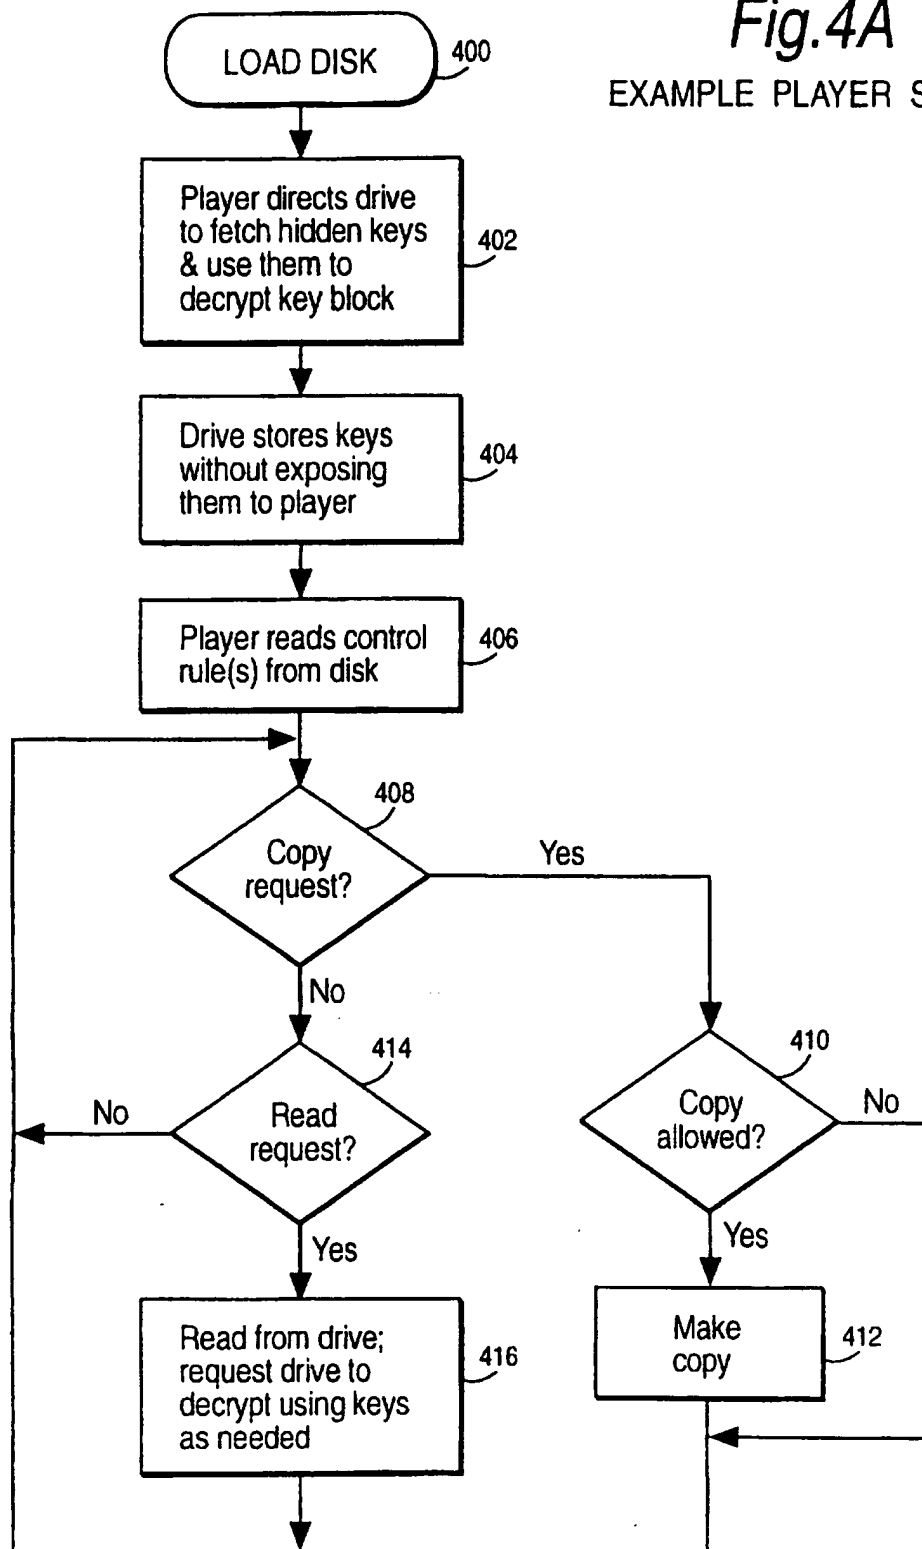 Fig.4A
EXAMPLE PLAYER S
LOAD DISK
400
Player directs drive
to fetch hidden keys
& use them to
decrypt key block
402
Drive stores keys
without exposing
them to player
404
Player reads control
rule(s) from disk
406
408
Copy
request?
Yes
No
414
Read
request?
No
Yes
410
Copy
allowed?
No
Yes
Read from drive;
request drive to
decrypt using keys
as needed
416
Make
copy
412